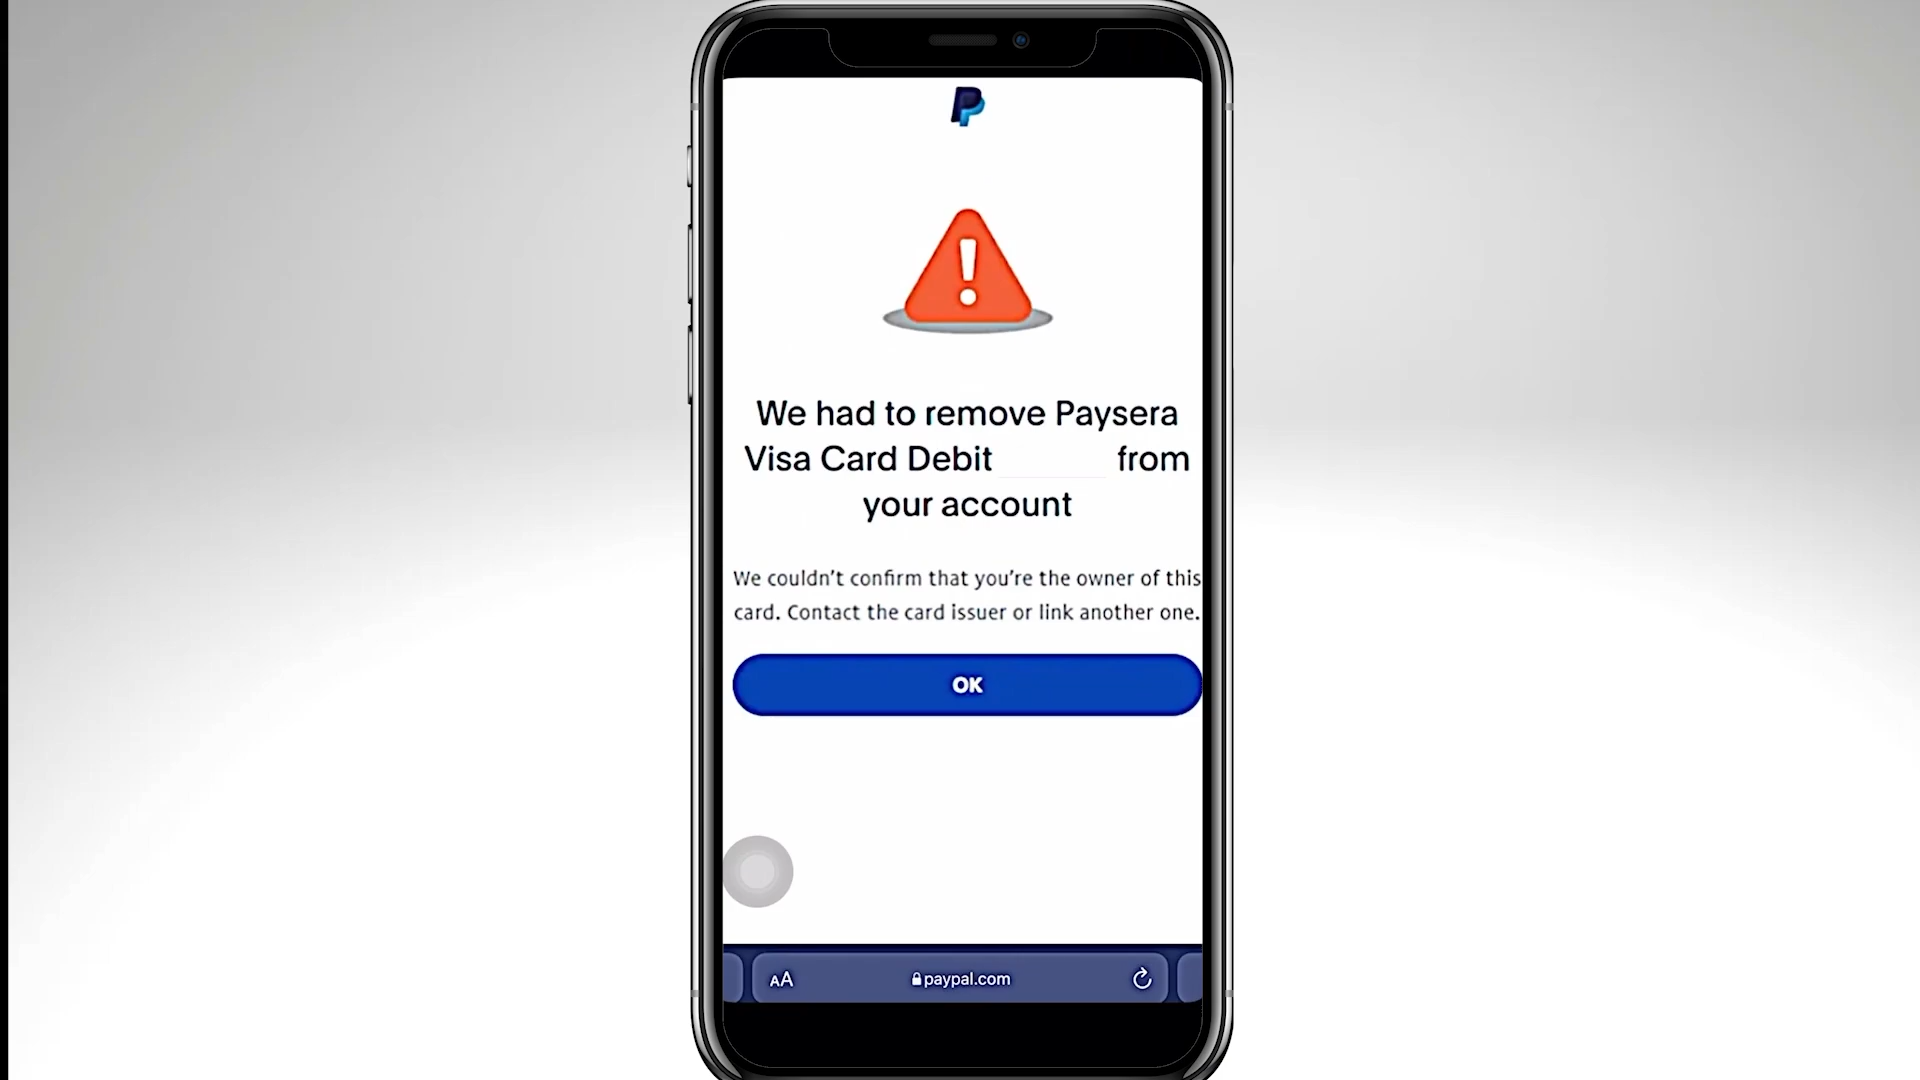 We had to remove Paysera
Visa Card Debit from
your account
We couldn't confirm that you're the owner of this
card. Contact the card issuer or link another one.
OK
AA paypal.com